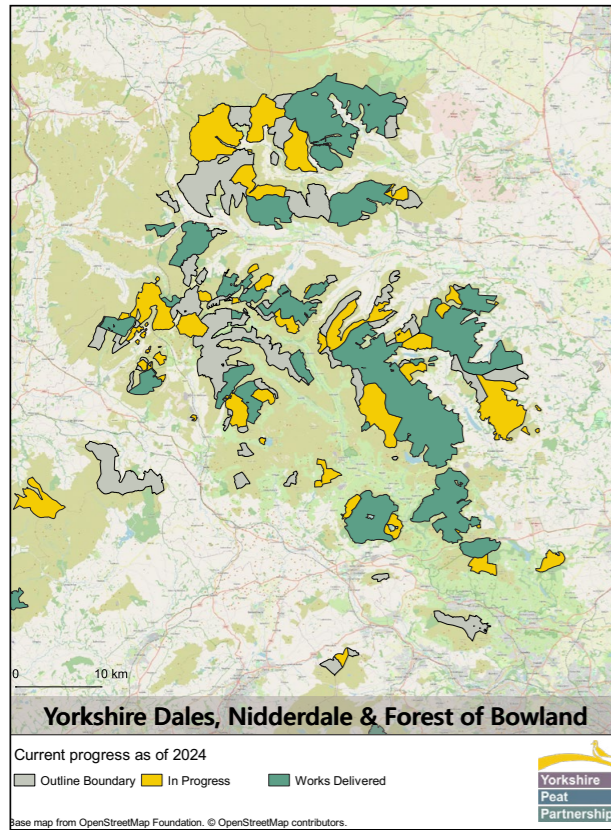 0 10 km
Yorkshire Dales, Nidderdale & Forest of Bowland
Current progress as of 2024
Outline Boundary In Progress Works Delivered
Yorkshire
Peat
Partnership
Base map from OpenStreetMap Foundation. © OpenStreetMap contributors.